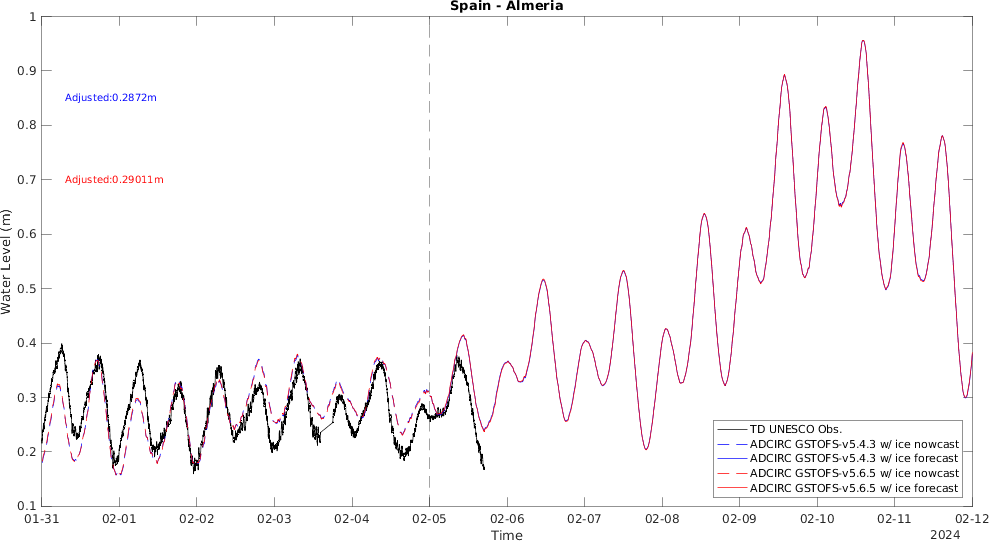 Spain - Almeria
Water Level (m)
1
0.9
0.8
0.7
0.6
0.5
0.4
0.3
0.2
0.1
Adjusted:0.2872m
Adjusted:0.29011m
TD UNESCO Obs.
ADCIRC GSTOFS-v5.4.3 w/ ice nowcast
ADCIRC GSTOFS-v5.4.3 w/ ice forecast
ADCIRC GSTOFS-v5.6.5 w/ ice nowcast
ADCIRC GSTOFS-v5.6.5 w/ ice forecast
01-31 02-01 02-02 02-03 02-04 02-05 02-06 02-07 02-08 02-09 02-10 02-11 02-12
Time
2024